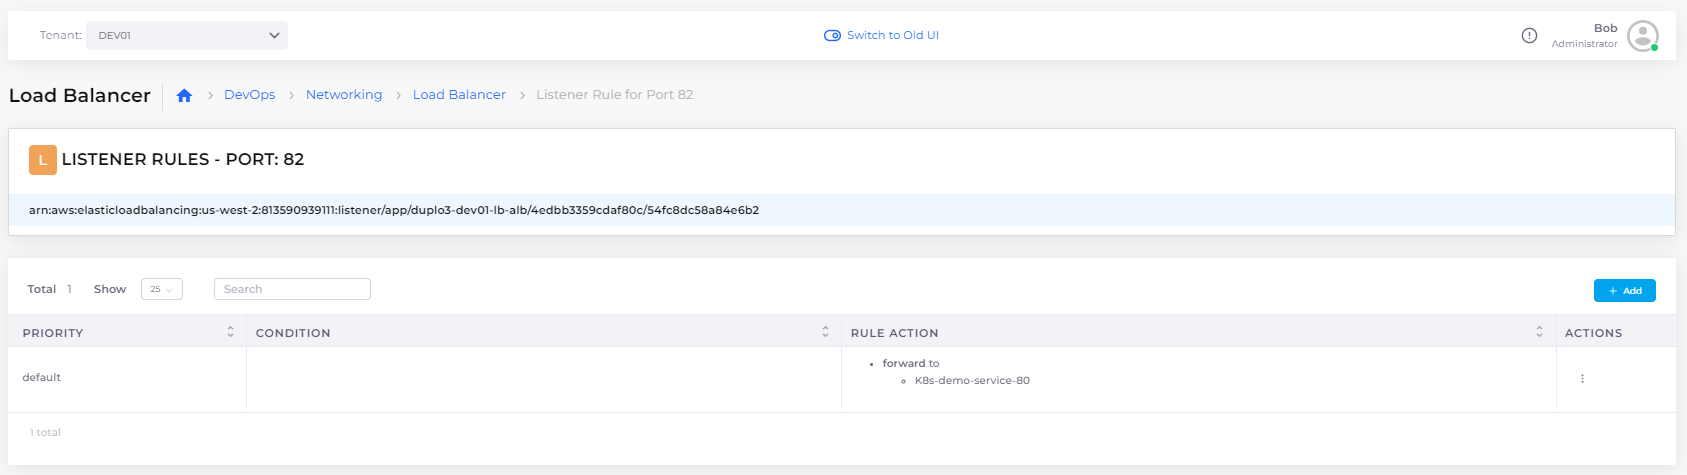 Tenant: DEV01 Switch to Old UI Bob
Administrator
Load Balancer > DevOps > Networking > Load Balancer > Listener Rule for Port 82
L LISTENER RULES - PORT: 82
arn:aws:elasticloadbalancing:us-west-2:813590939111:listener/app/duplo3-dev01-lb-alb/4edbb3359cdaf80c/54fc8dc58a84e6b2
Total 1 Show 25 Search + Add
PRIORITY CONDITION RULE ACTION ACTIONS
default • forward to
K8s-demo-service-80
1 total